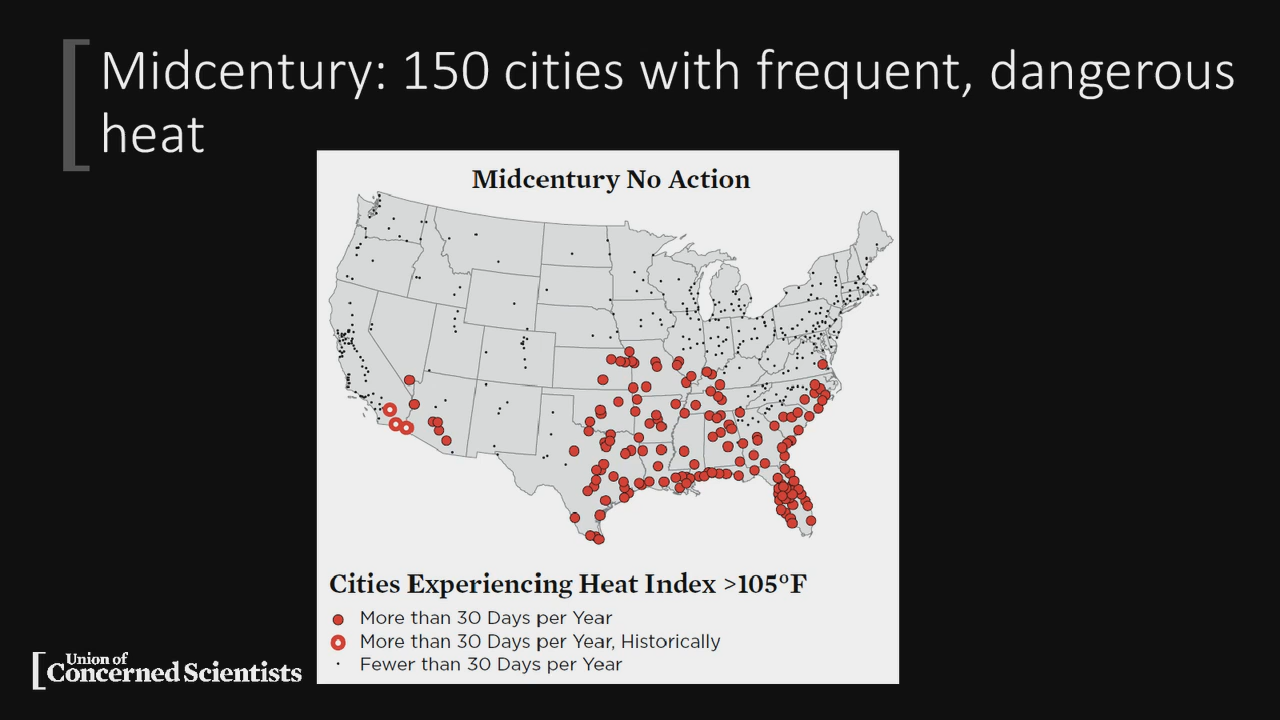 Midcentury: 150 cities with frequent, dangerous
heat
Midcentury No Action
Cities Experiencing Heat Index >105ºF
More than 30 Days per Year
More than 30 Days per Year, Historically
Fewer than 30 Days per Year
Union of
Concerned Scientists